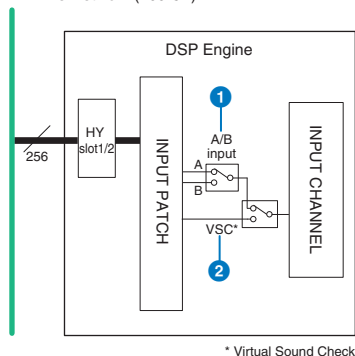 DSP Engine
1
A/B
input
HY
slot1/2
256
INPUT PATCH
A
B
VSC*
2
INPUT CHANNEL
* Virtual Sound Check